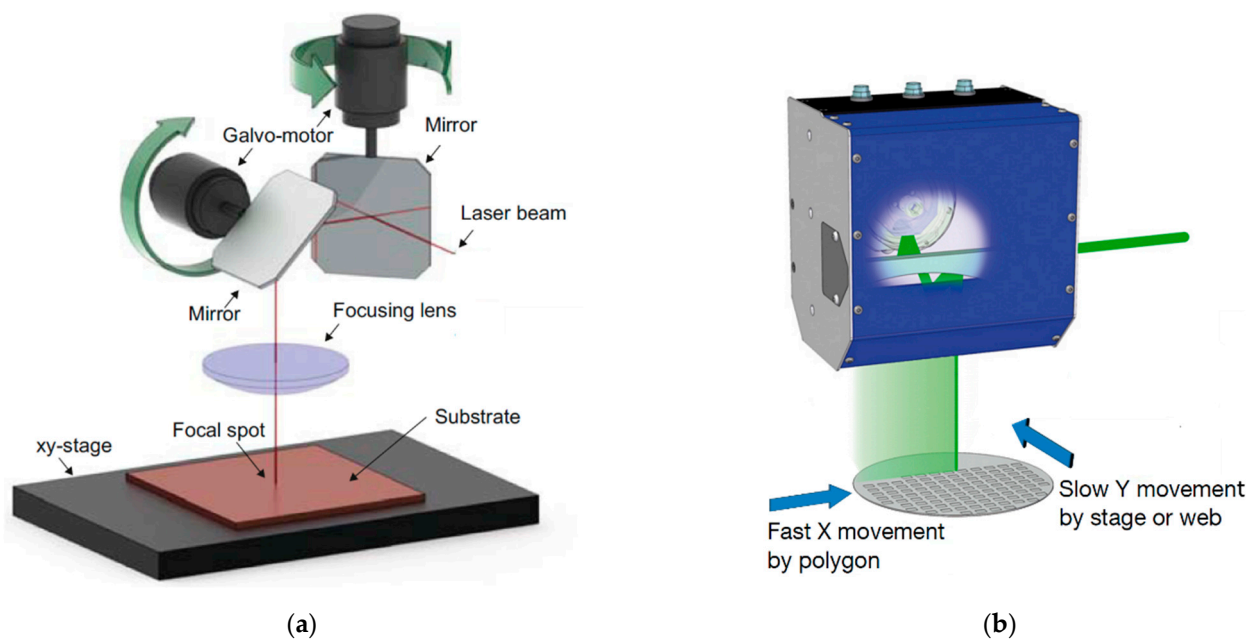 Galvo-motor
Mirror
Laser beam
Mirror
Focusing lens
Focal spot
Substrate
xy-stage
(a)
Fast X movement
by polygon
Slow Y movement
by stage or web
(b)